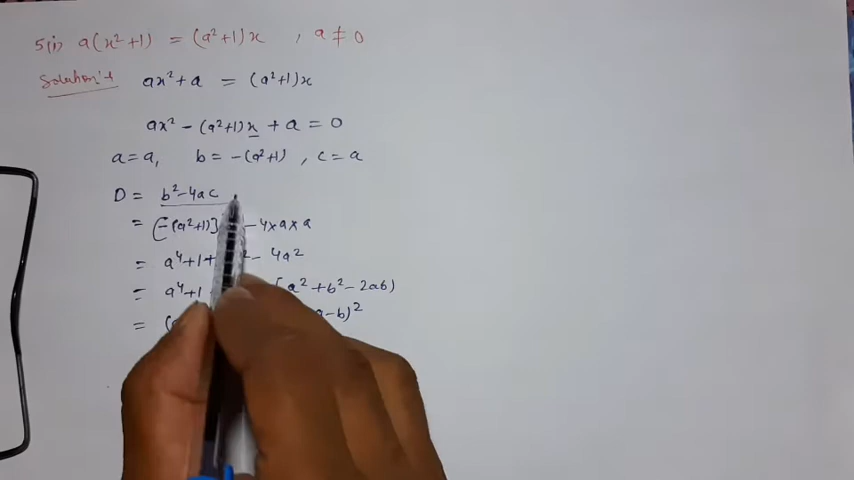 5(i) a(x²+1) = (a²+1)x , a ≠ 0
Solution:→ ax²+a = (a²+1)x
ax² - (a²+1)x + a = 0
a = a, b = -(a²+1) , c = a
D = b²-4ac
= [-(a²+1)] - 4×a×a
= a⁴+1+ ² - 4a²
= a⁴+1 (a²+b²-2ab)
= ( a-b)²